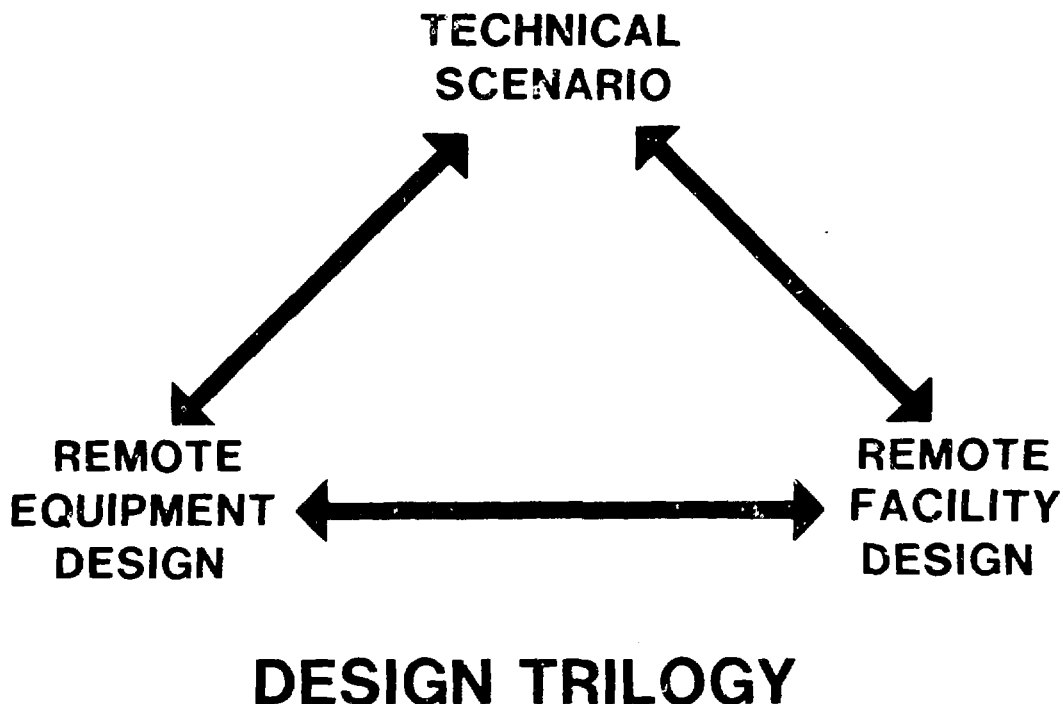 TECHNICAL
SCENARIO
REMOTE
EQUIPMENT
DESIGN
REMOTE
FACILITY
DESIGN
DESIGN TRILOGY